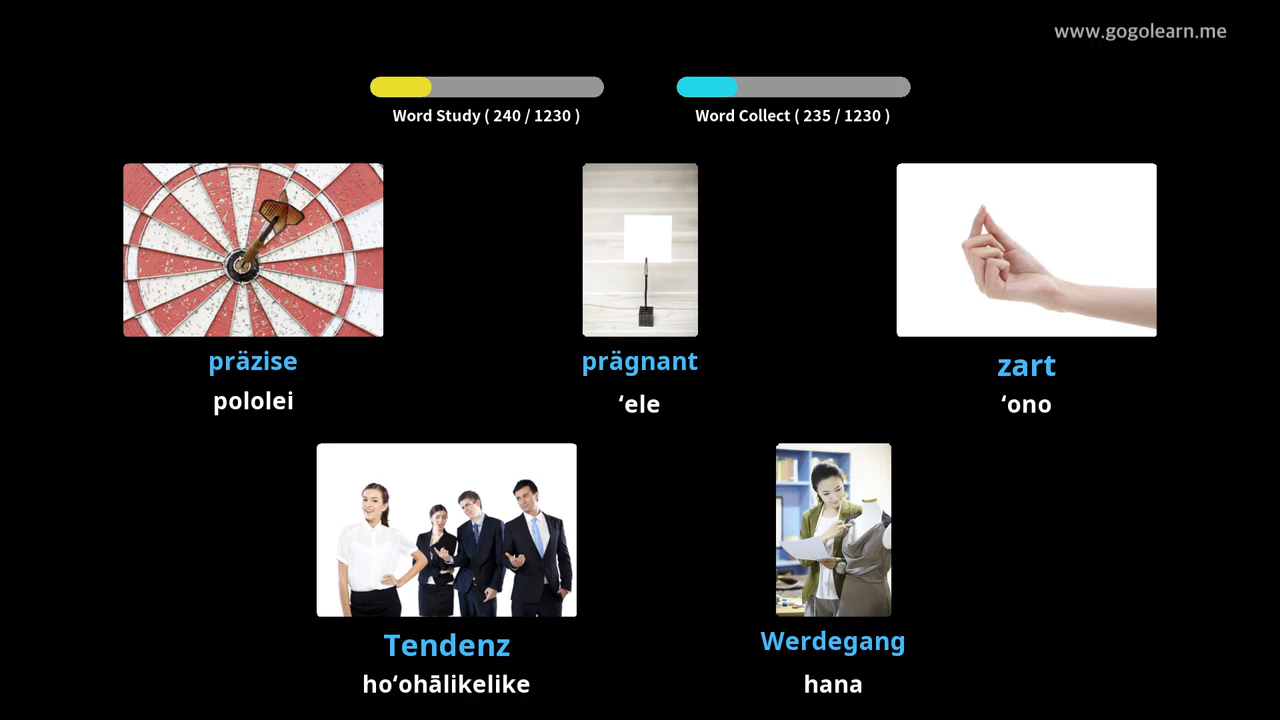 www.gogolearn.me
Word Study ( 240 / 1230 )
Word Collect ( 235 / 1230 )
präzise
prägnant
zart
pololei
ʻele
ʻono
Tendenz
Werdegang
hoʻohālikelike
hana